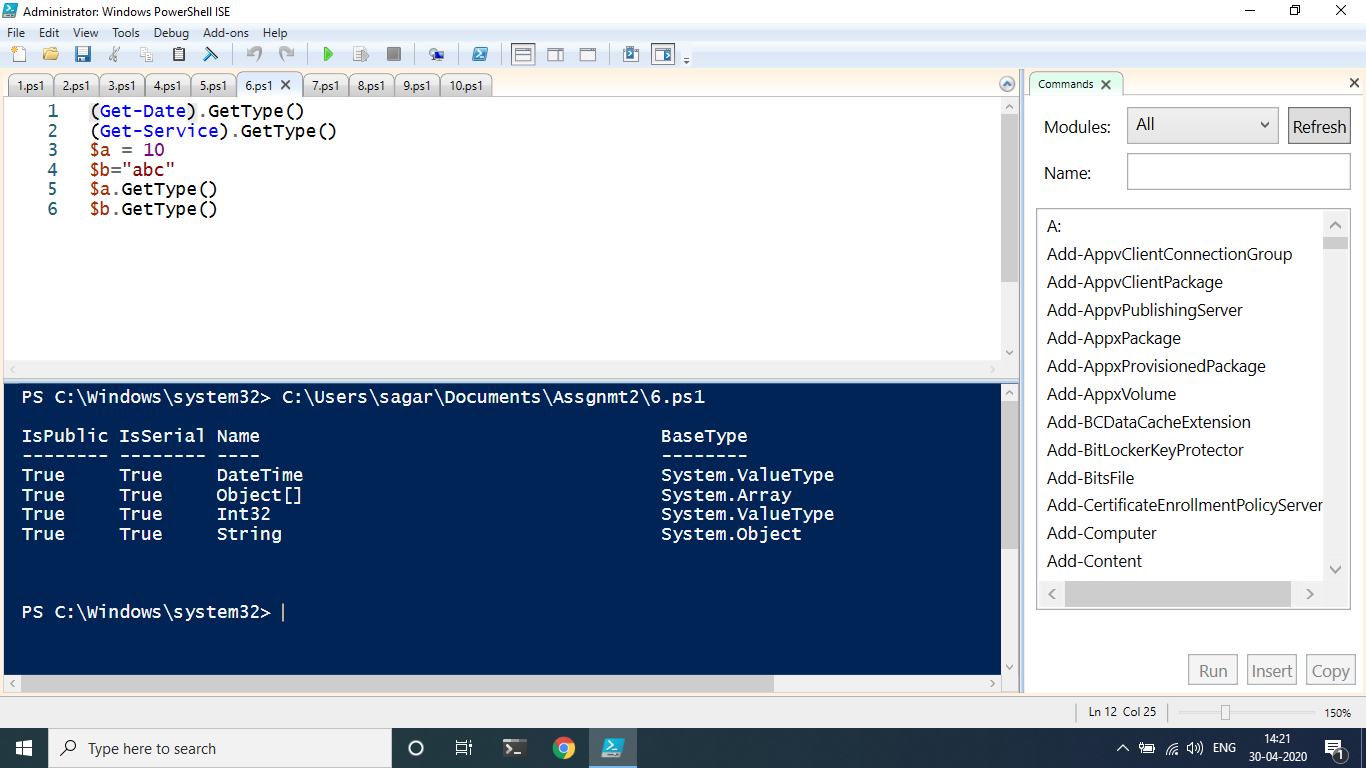 Administrator: Windows PowerShell ISE
File Edit View Tools Debug Add-ons Help
1.ps1 2.ps1 3.ps1 4.ps1 5.ps1 6.ps1 7.ps1 8.ps1 9.ps1 10.ps1
1 (Get-Date).GetType()
2 (Get-Service).GetType()
3 $a = 10
4 $b="abc"
5 $a.GetType()
6 $b.GetType()
PS C:\Windows\system32> C:\Users\sagar\Documents\Assgnmt2\6.ps1
IsPublic IsSerial Name BaseType
-------- -------- ---- --------
True True DateTime System.ValueType
True True Object[] System.Array
True True Int32 System.ValueType
True True String System.Object
PS C:\Windows\system32>
Commands
Modules: All Refresh
Name:
A:
Add-AppvClientConnectionGroup
Add-AppvClientPackage
Add-AppvPublishingServer
Add-AppxPackage
Add-AppxProvisionedPackage
Add-AppxVolume
Add-BCDataCacheExtension
Add-BitLockerKeyProtector
Add-BitsFile
Add-CertificateEnrollmentPolicyServer
Add-Computer
Add-Content
Run Insert Copy
Ln 12 Col 25 150%
Type here to search
ENG
14:21
30-04-2020
1